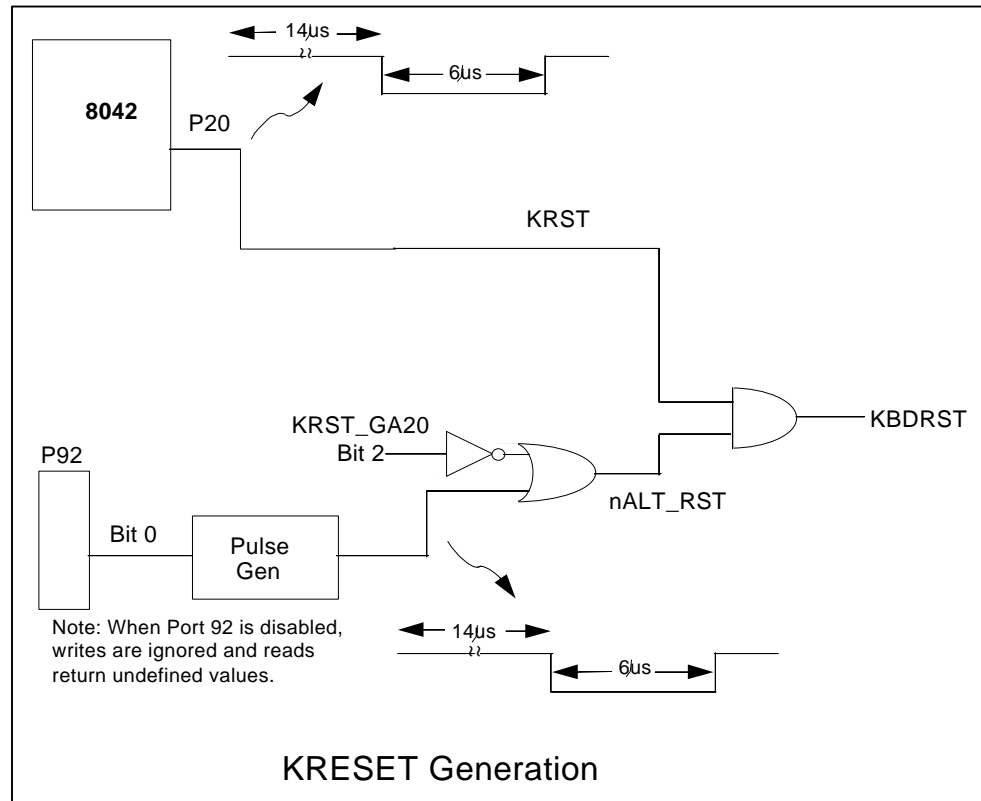 14µs
6µs
8042
P20
KRST
KRST_GA20
Bit 2
KBDRST
nALT_RST
P92
Bit 0
Pulse
Gen
Note: When Port 92 is disabled,
writes are ignored and reads
return undefined values.
14µs
6µs
KRESET Generation